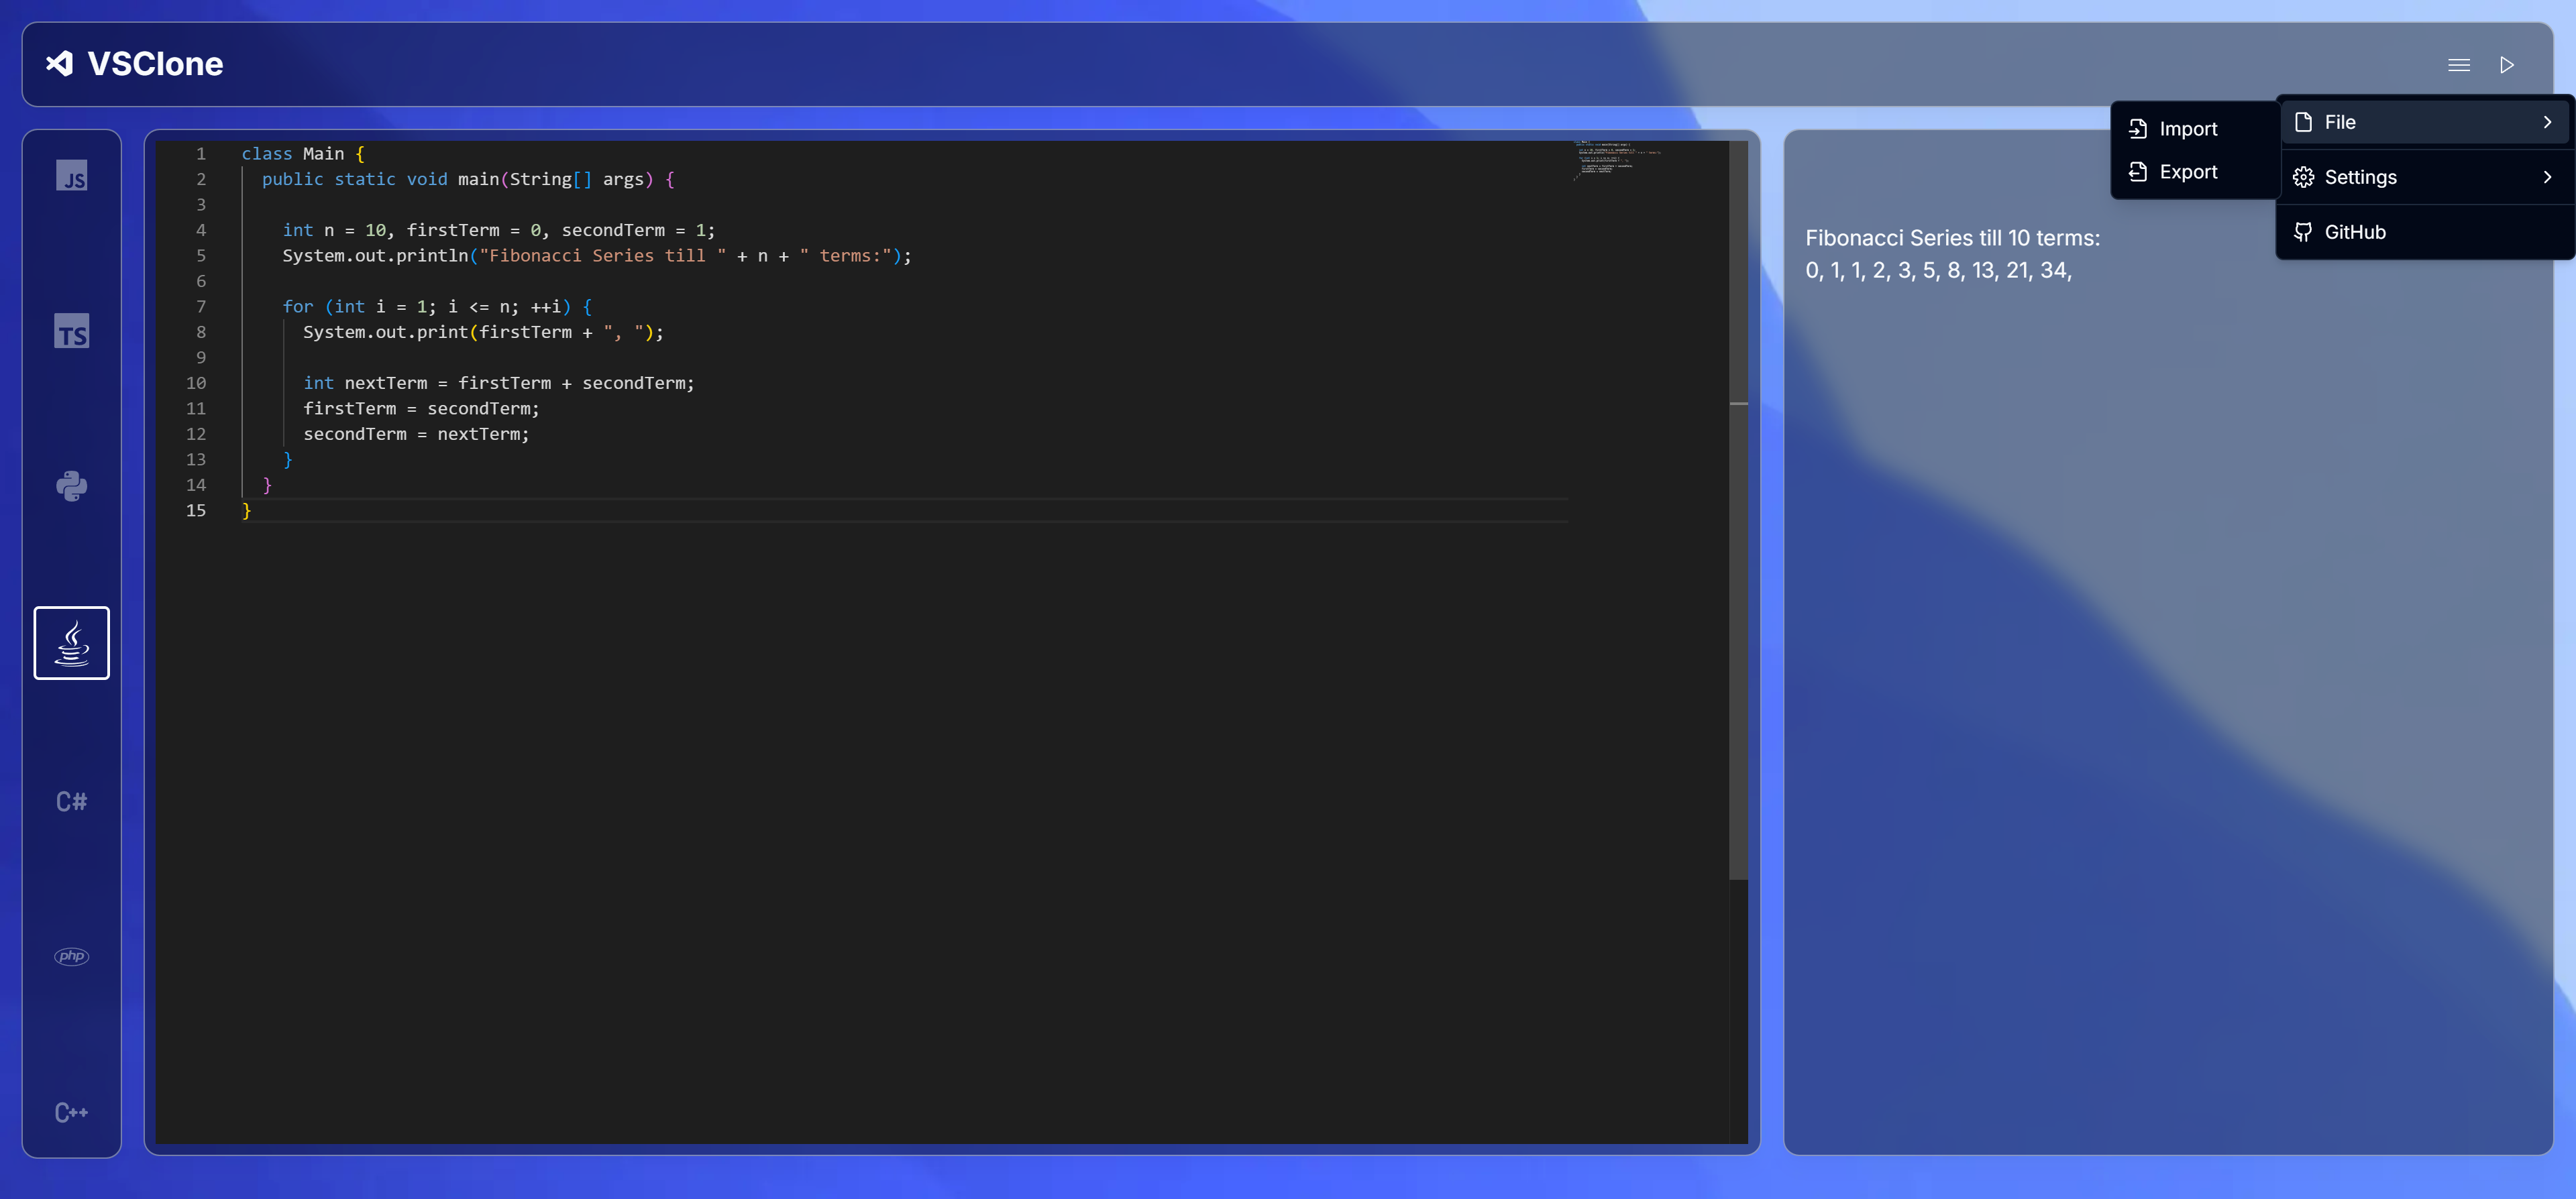 VSClone
Import
Export
File
Settings
GitHub
JS
TS
C#
php
C++
1 class Main {
2 public static void main(String[] args) {
3
4 int n = 10, firstTerm = 0, secondTerm = 1;
5 System.out.println("Fibonacci Series till " + n + " terms:");
6
7 for (int i = 1; i <= n; ++i) {
8 System.out.print(firstTerm + ", ");
9
10 int nextTerm = firstTerm + secondTerm;
11 firstTerm = secondTerm;
12 secondTerm = nextTerm;
13 }
14 }
15 }
Fibonacci Series till 10 terms:
0, 1, 1, 2, 3, 5, 8, 13, 21, 34,